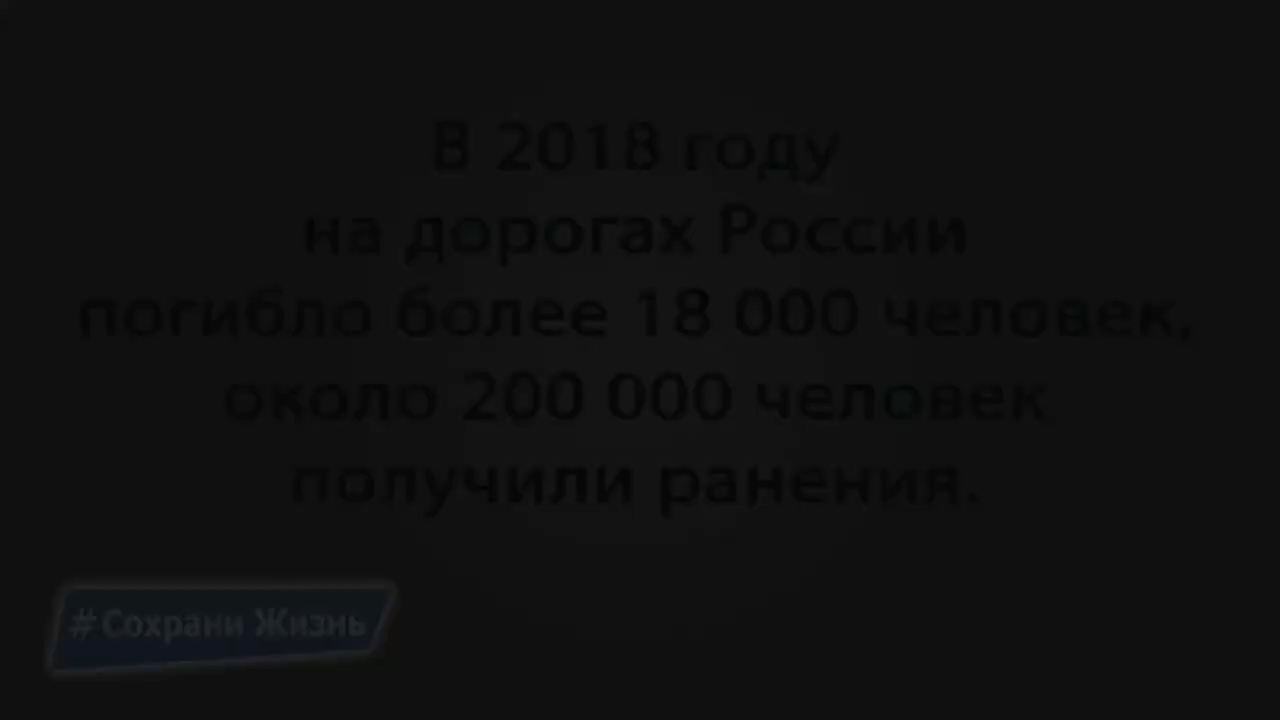 В 2018 году
на дорогах России
погибло более 18 000 человек,
около 200 000 человек
получили ранения.
#Сохрани Жизнь